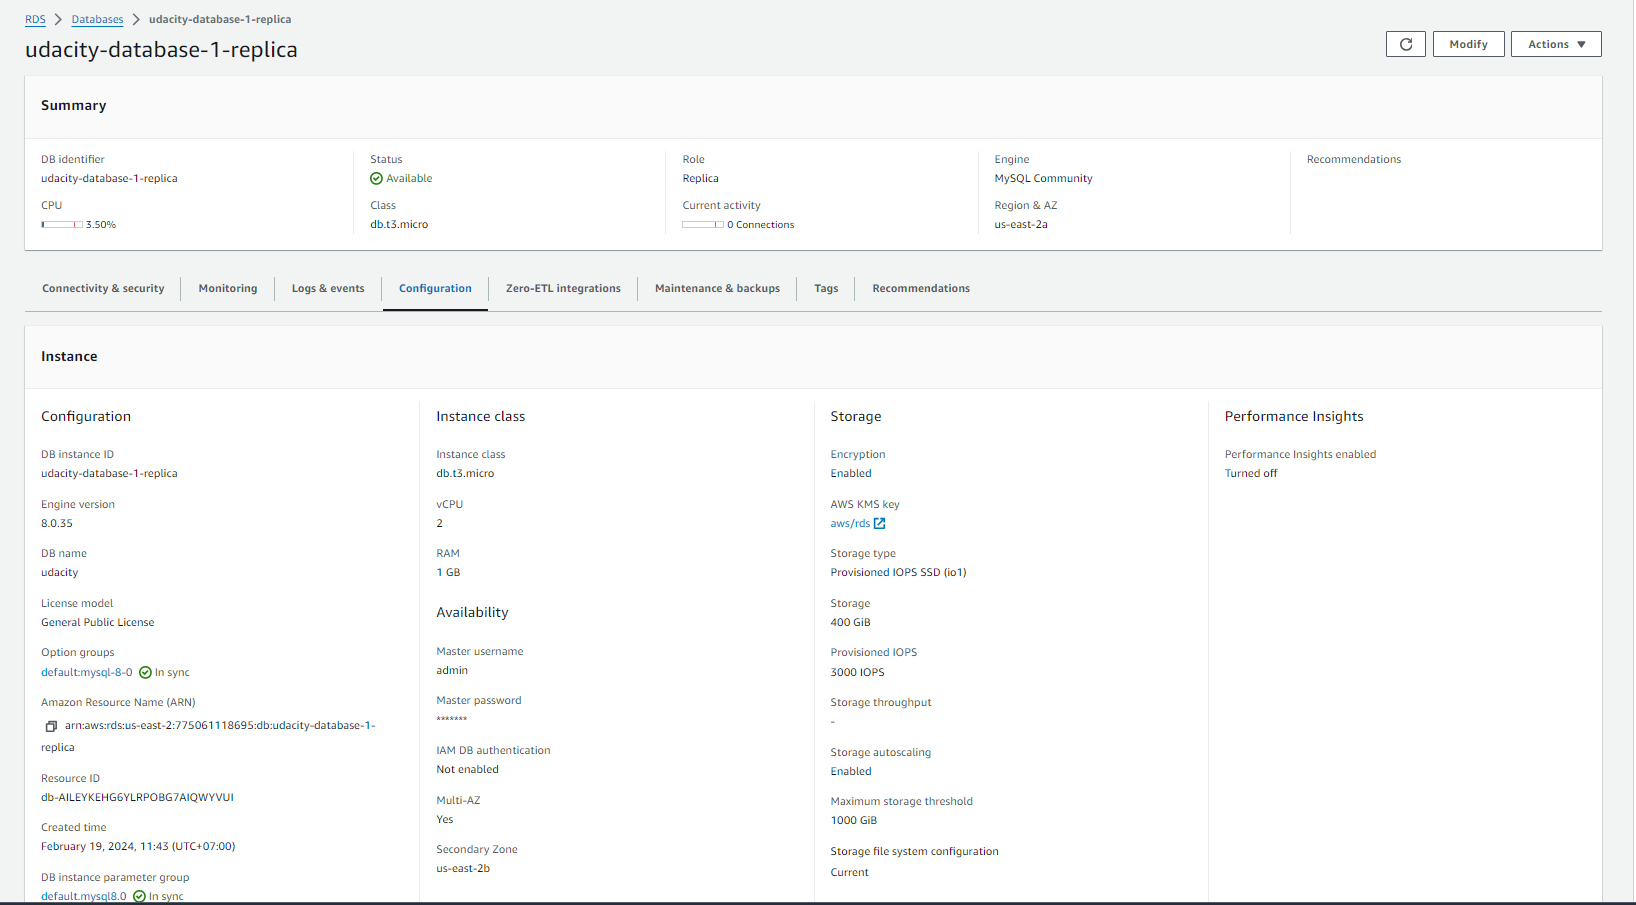 RDS > Databases > udacity-database-1-replica
udacity-database-1-replica
Modify
Actions
Summary
DB identifier
udacity-database-1-replica
CPU
3.50%
Status
Available
Class
db.t3.micro
Role
Replica
Current activity
0 Connections
Engine
MySQL Community
Region & AZ
us-east-2a
Recommendations
Connectivity & security
Monitoring
Logs & events
Configuration
Zero-ETL integrations
Maintenance & backups
Tags
Recommendations
Instance
Configuration
DB instance ID
udacity-database-1-replica
Engine version
8.0.35
DB name
udacity
License model
General Public License
Option groups
default:mysql-8-0 In sync
Amazon Resource Name (ARN)
arn:aws:rds:us-east-2:775061118695:db:udacity-database-1-
replica
Resource ID
db-AILEYKEHG6YLRPOBG7AIQWYVUI
Created time
February 19, 2024, 11:43 (UTC+07:00)
DB instance parameter group
default.mysql8.0 In sync
Instance class
Instance class
db.t3.micro
vCPU
2
RAM
1 GB
Availability
Master username
admin
Master password
*******
IAM DB authentication
Not enabled
Multi-AZ
Yes
Secondary Zone
us-east-2b
Storage
Encryption
Enabled
AWS KMS key
aws/rds
Storage type
Provisioned IOPS SSD (io1)
Storage
400 GiB
Provisioned IOPS
3000 IOPS
Storage throughput
-
Storage autoscaling
Enabled
Maximum storage threshold
1000 GiB
Storage file system configuration
Current
Performance Insights
Performance Insights enabled
Turned off